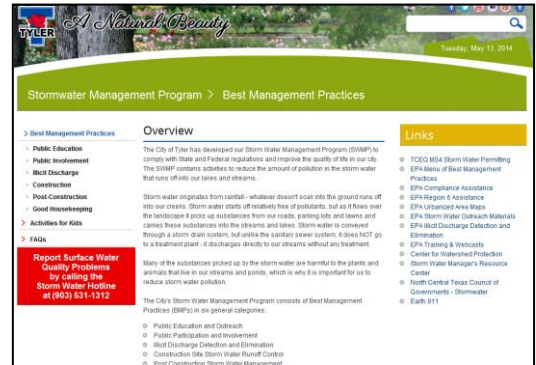 TYLER
A Natural Beauty
Tuesday, May 13, 2014
Stormwater Management Program > Best Management Practices
> Best Management Practices
Public Education
Public Involvement
Illicit Discharge
Construction
Post-Construction
Good Housekeeping
> Activities for Kids
> FAQs
Report Surface Water
Quality Problems
by calling the
Storm Water Hotline
at (903) 531-1312
Overview
The City of Tyler has developed our Storm Water Management Program (SWMP) to
comply with State and Federal regulations and improve the quality of life in our city.
The SWMP contains activities to reduce the amount of pollution in the storm water
that runs off into our lakes and streams.
Storm water originates from rainfall - whatever doesn't soak into the ground runs off
into our creeks. Storm water starts off relatively free of pollutants, but as it flows over
the landscape it picks up substances from our roads, parking lots and lawns and
carries these substances into the streams and lakes. Storm water is conveyed
through a storm drain system, but unlike the sanitary sewer system, it does NOT go
to a treatment plant - it discharges directly to our streams without any treatment.
Many of the substances picked up by the storm water are harmful to the plants and
animals that live in our streams and ponds, which is why it is important for us to
reduce storm water pollution.
The City's Storm Water Management Program consists of Best Management
Practices (BMPs) in six general categories:
Public Education and Outreach
Public Participation and Involvement
Illicit Discharge Detection and Elimination
Construction Site Storm Water Runoff Control
Post Construction Storm Water Management
Links
TCEQ MS4 Storm Water Permitting
EPA Menu of Best Management
Practices
EPA Compliance Assistance
EPA Region 6 Assistance
EPA Urbanized Area Maps
EPA Storm Water Outreach Materials
EPA Illicit Discharge Detection and
Elimination
EPA Training & Webcasts
Center for Watershed Protection
Storm Water Manager's Resource
Center
North Central Texas Council of
Governments - Stormwater
Earth 911